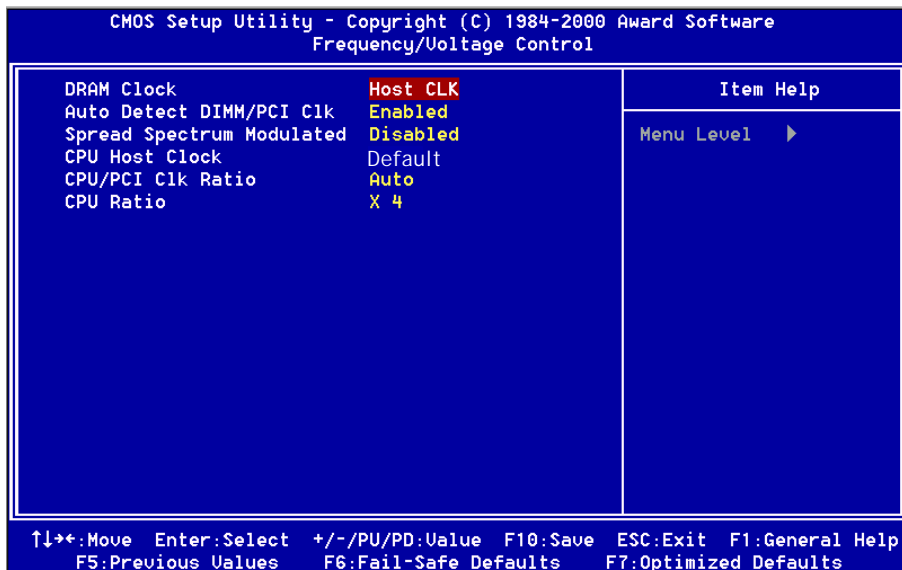 CMOS Setup Utility - Copyright (C) 1984-2000 Award Software
Frequency/Voltage Control
DRAM Clock Host CLK
Auto Detect DIMM/PCI Clk Enabled
Spread Spectrum Modulated Disabled
CPU Host Clock Default
CPU/PCI Clk Ratio Auto
CPU Ratio X 4
Item Help
Menu Level ▶
↑↓→←:Move Enter:Select +/-/PU/PD:Value F10:Save ESC:Exit F1:General Help
F5:Previous Values F6:Fail-Safe Defaults F7:Optimized Defaults